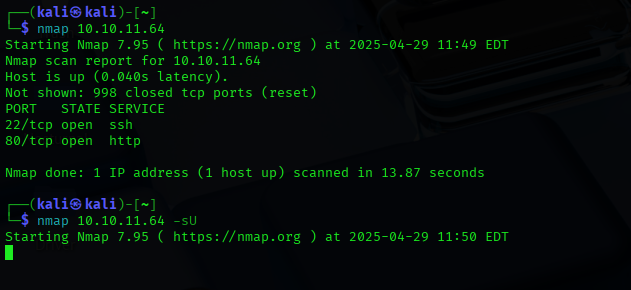 ┌──(kali㉿kali)-[~]
└─$ nmap 10.10.11.64
Starting Nmap 7.95 ( https://nmap.org ) at 2025-04-29 11:49 EDT
Nmap scan report for 10.10.11.64
Host is up (0.040s latency).
Not shown: 998 closed tcp ports (reset)
PORT   STATE SERVICE
22/tcp open  ssh
80/tcp open  http
Nmap done: 1 IP address (1 host up) scanned in 13.87 seconds
┌──(kali㉿kali)-[~]
└─$ nmap 10.10.11.64 -sU
Starting Nmap 7.95 ( https://nmap.org ) at 2025-04-29 11:50 EDT